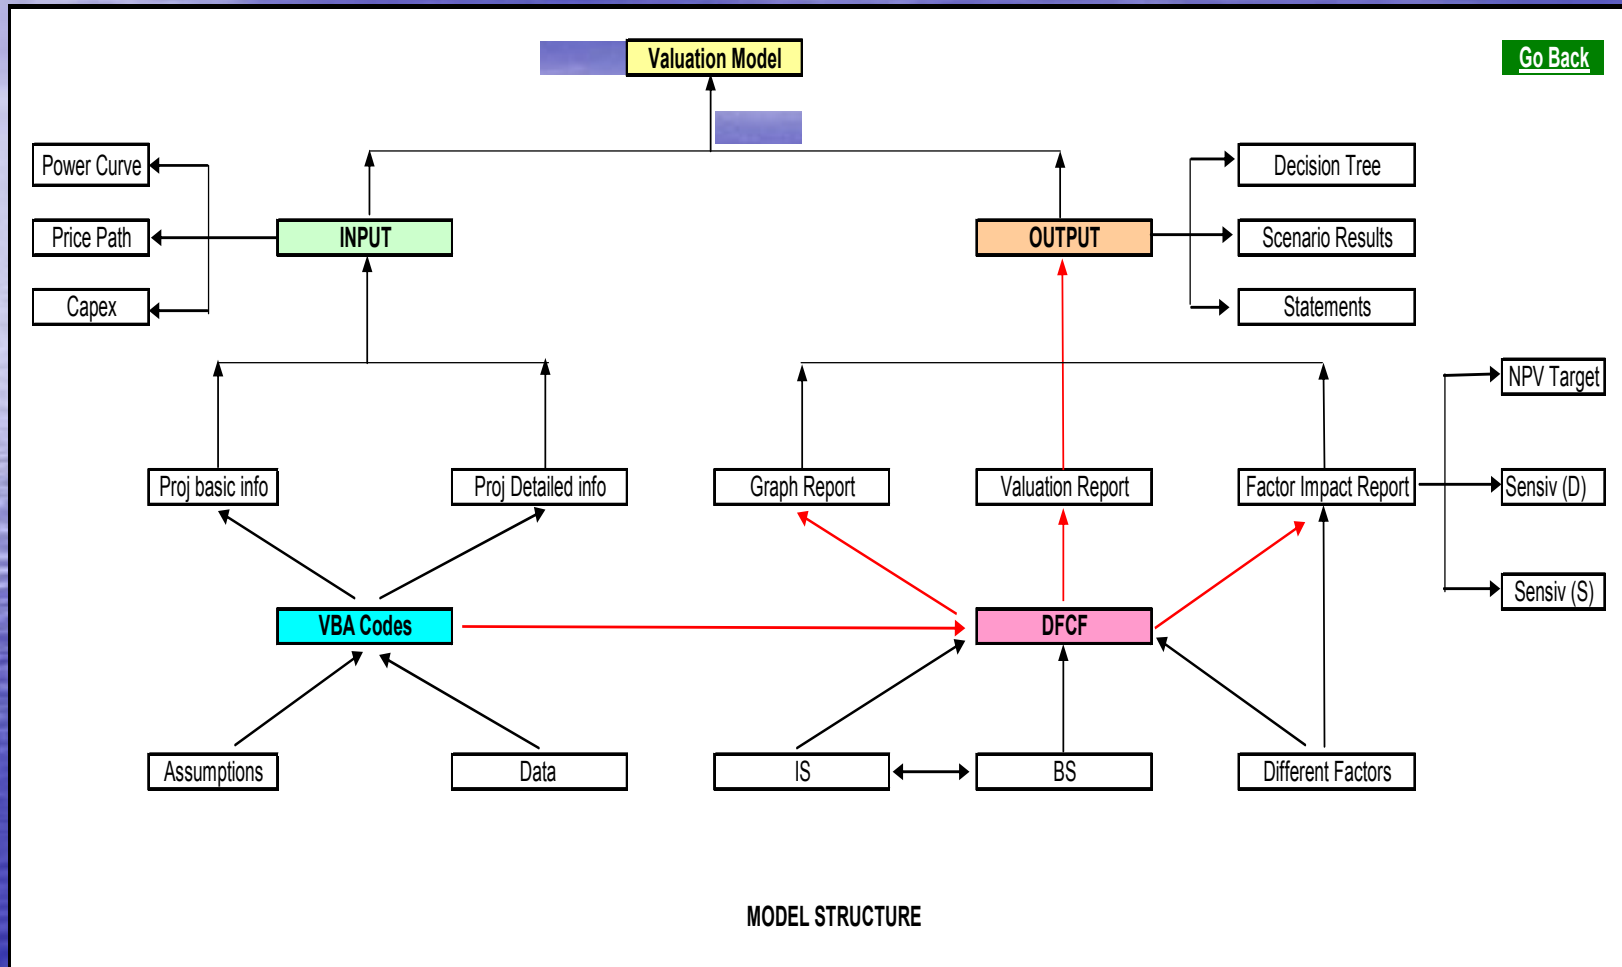 Valuation Model
Go Back
Power Curve
Decision Tree
Price Path
INPUT
OUTPUT
Scenario Results
Capex
Statements
NPV Target
Proj basic info
Proj Detailed info
Graph Report
Valuation Report
Factor Impact Report
Sensiv (D)
Sensiv (S)
VBA Codes
DFCF
Assumptions
Data
IS
BS
Different Factors
MODEL STRUCTURE